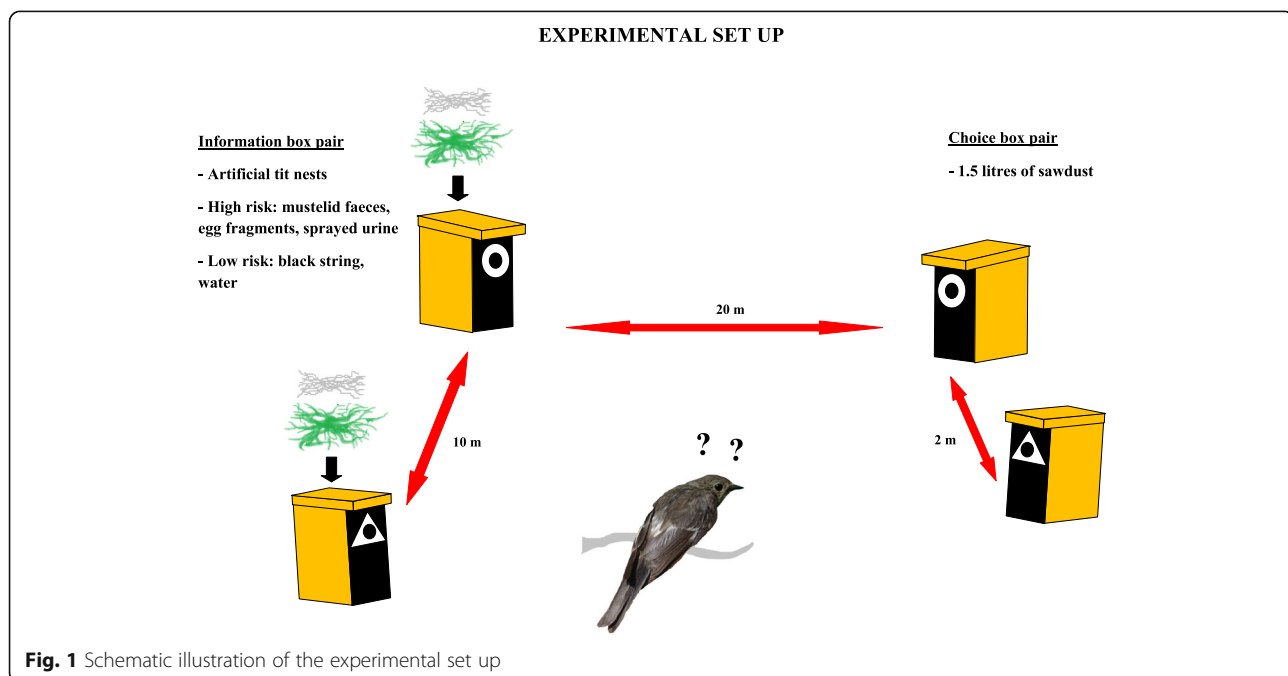 EXPERIMENTAL SET UP
Information box pair
- Artificial tit nests
- High risk: mustelid faeces,
egg fragments, sprayed urine
- Low risk: black string,
water
Choice box pair
- 1.5 litres of sawdust
20 m
10 m
2 m
? ?
Fig. 1 Schematic illustration of the experimental set up